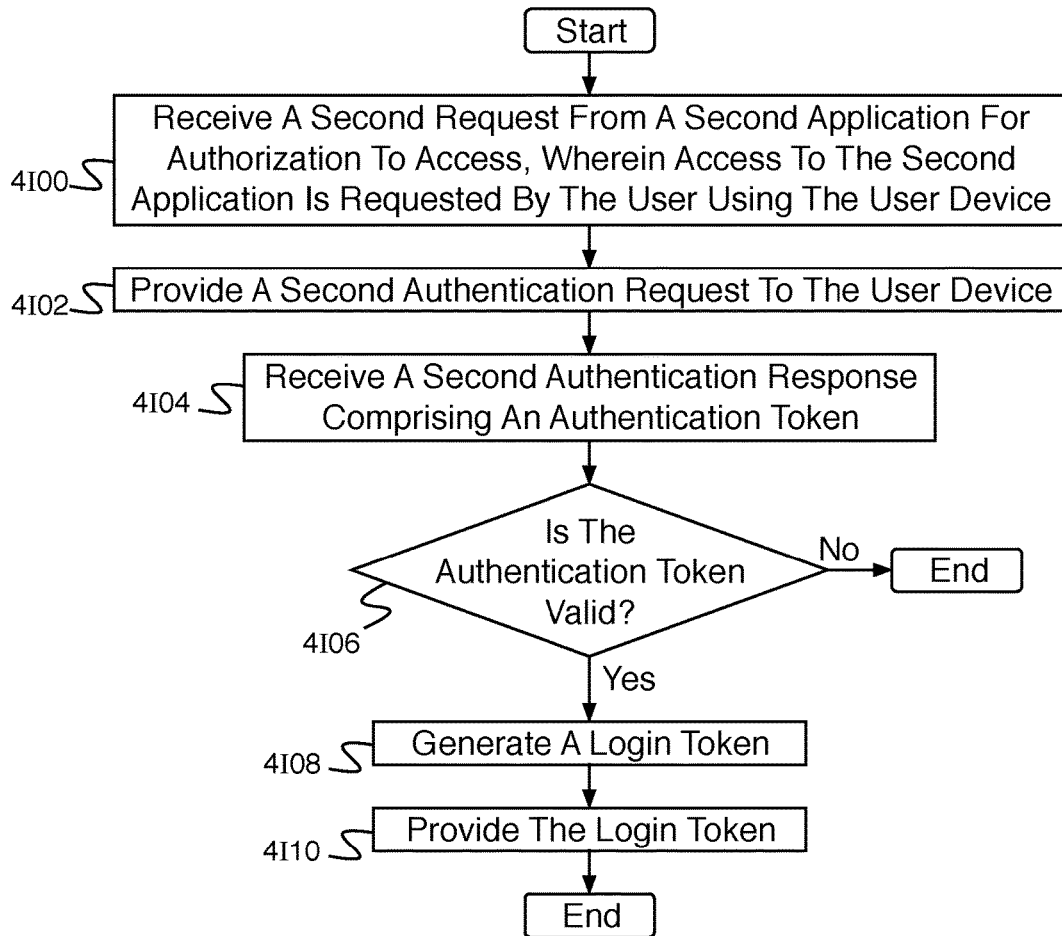 Start
Receive A Second Request From A Second Application For
Authorization To Access, Wherein Access To The Second
Application Is Requested By The User Using The User Device
4I00
Provide A Second Authentication Request To The User Device
4I02
Receive A Second Authentication Response
Comprising An Authentication Token
4I04
Is The
Authentication Token
Valid?
4I06
No
End
Yes
Generate A Login Token
4I08
Provide The Login Token
4I10
End